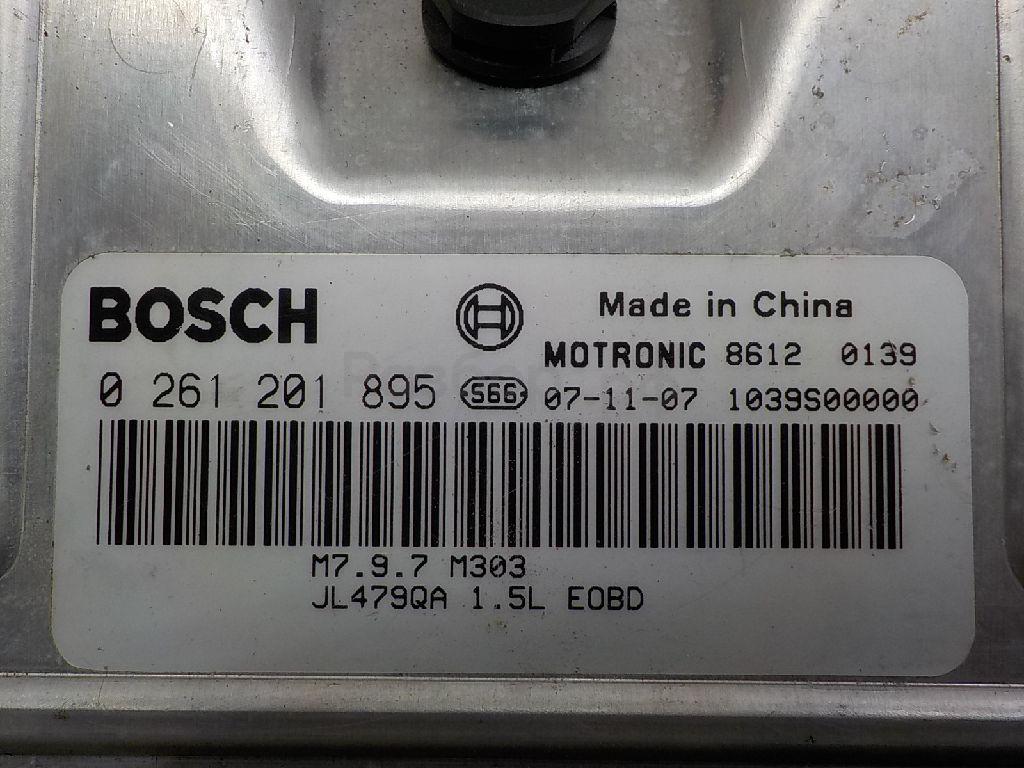 BOSCH
Made in China
MOTRONIC 8612 0139
0 261 201 895 S66 07-11-07 1039S00000
M7.9.7 M303
JL479QA 1.5L EOBD